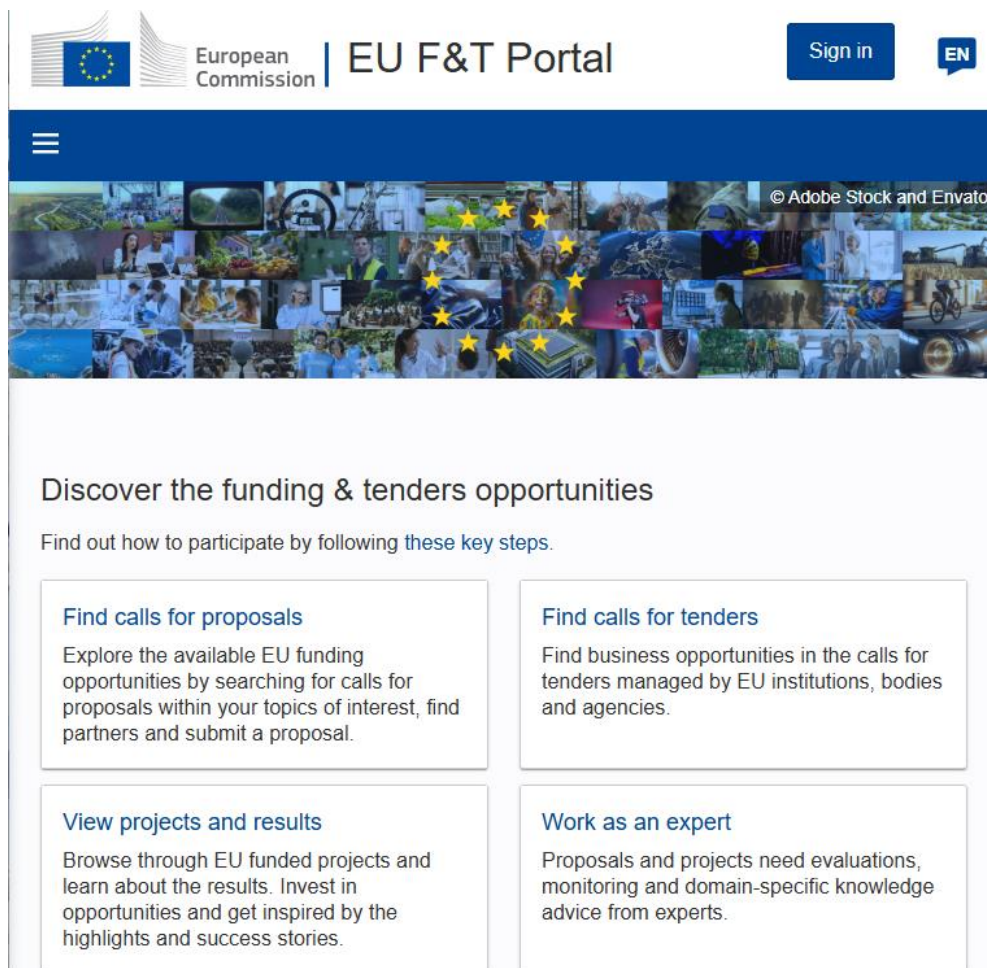 European
Commission
EU F&T Portal
Sign in
EN
© Adobe Stock and Envato
Discover the funding & tenders opportunities
Find out how to participate by following these key steps.
Find calls for proposals
Explore the available EU funding
opportunities by searching for calls for
proposals within your topics of interest, find
partners and submit a proposal.
Find calls for tenders
Find business opportunities in the calls for
tenders managed by EU institutions, bodies
and agencies.
View projects and results
Browse through EU funded projects and
learn about the results. Invest in
opportunities and get inspired by the
highlights and success stories.
Work as an expert
Proposals and projects need evaluations,
monitoring and domain-specific knowledge
advice from experts.